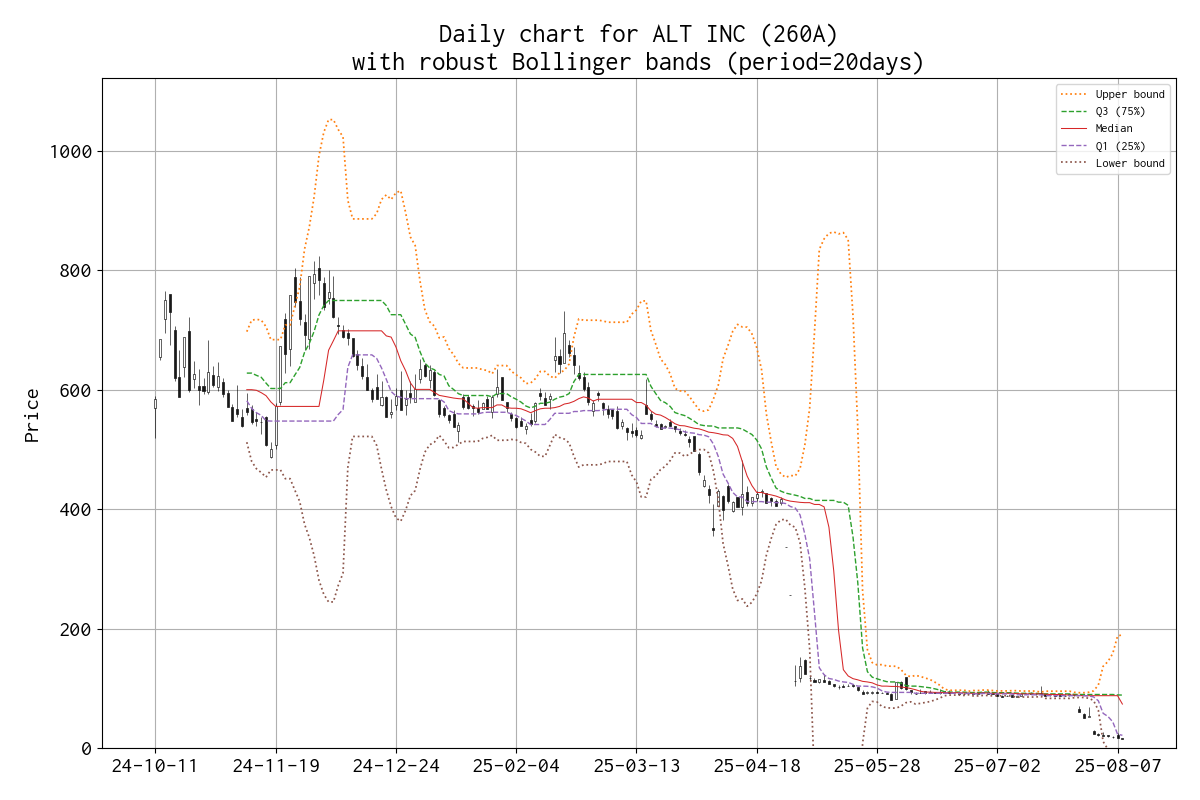 Daily chart for ALT INC (260A)
with robust Bollinger bands (period=20days)
Upper bound
Q3 (75%)
Median
Q1 (25%)
Lower bound
Price
1000
800
600
400
200
0
24-10-11
24-11-19
24-12-24
25-02-04
25-03-13
25-04-18
25-05-28
25-07-02
25-08-07